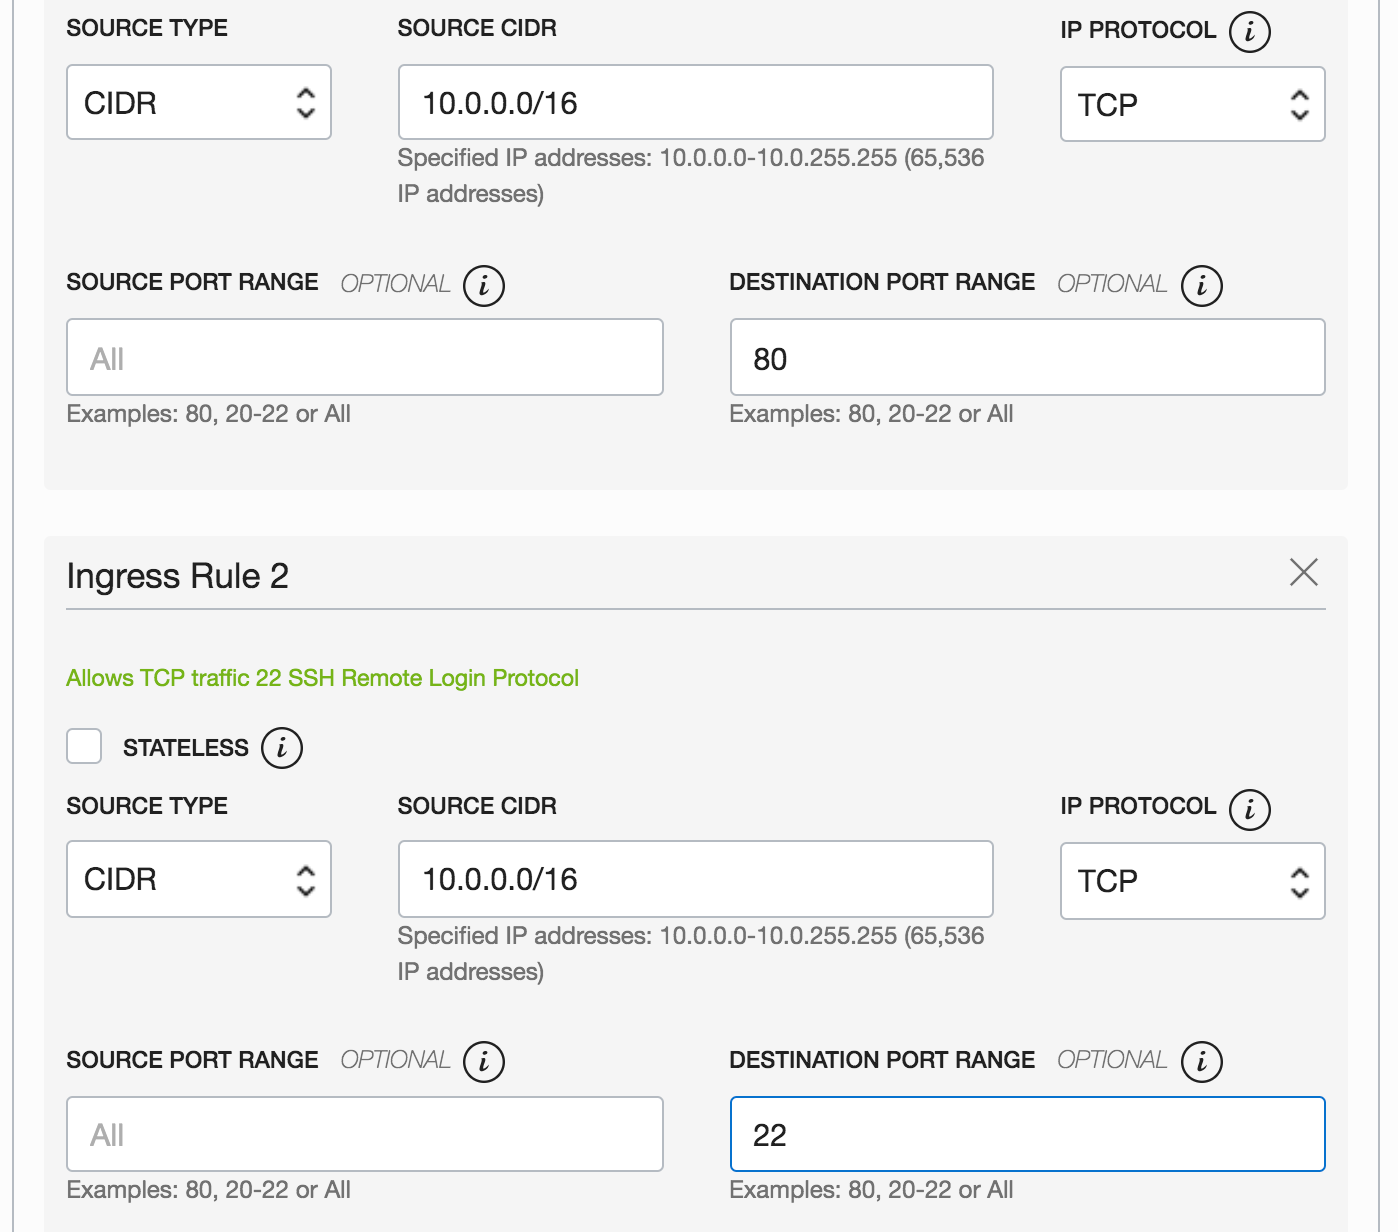 SOURCE TYPE SOURCE CIDR IP PROTOCOL i
CIDR 10.0.0.0/16 TCP
Specified IP addresses: 10.0.0.0-10.0.255.255 (65,536
IP addresses)
SOURCE PORT RANGE OPTIONAL i DESTINATION PORT RANGE OPTIONAL i
All 80
Examples: 80, 20-22 or All Examples: 80, 20-22 or All
Ingress Rule 2
Allows TCP traffic 22 SSH Remote Login Protocol
STATELESS i
SOURCE TYPE SOURCE CIDR IP PROTOCOL i
CIDR 10.0.0.0/16 TCP
Specified IP addresses: 10.0.0.0-10.0.255.255 (65,536
IP addresses)
SOURCE PORT RANGE OPTIONAL i DESTINATION PORT RANGE OPTIONAL i
All 22
Examples: 80, 20-22 or All Examples: 80, 20-22 or All